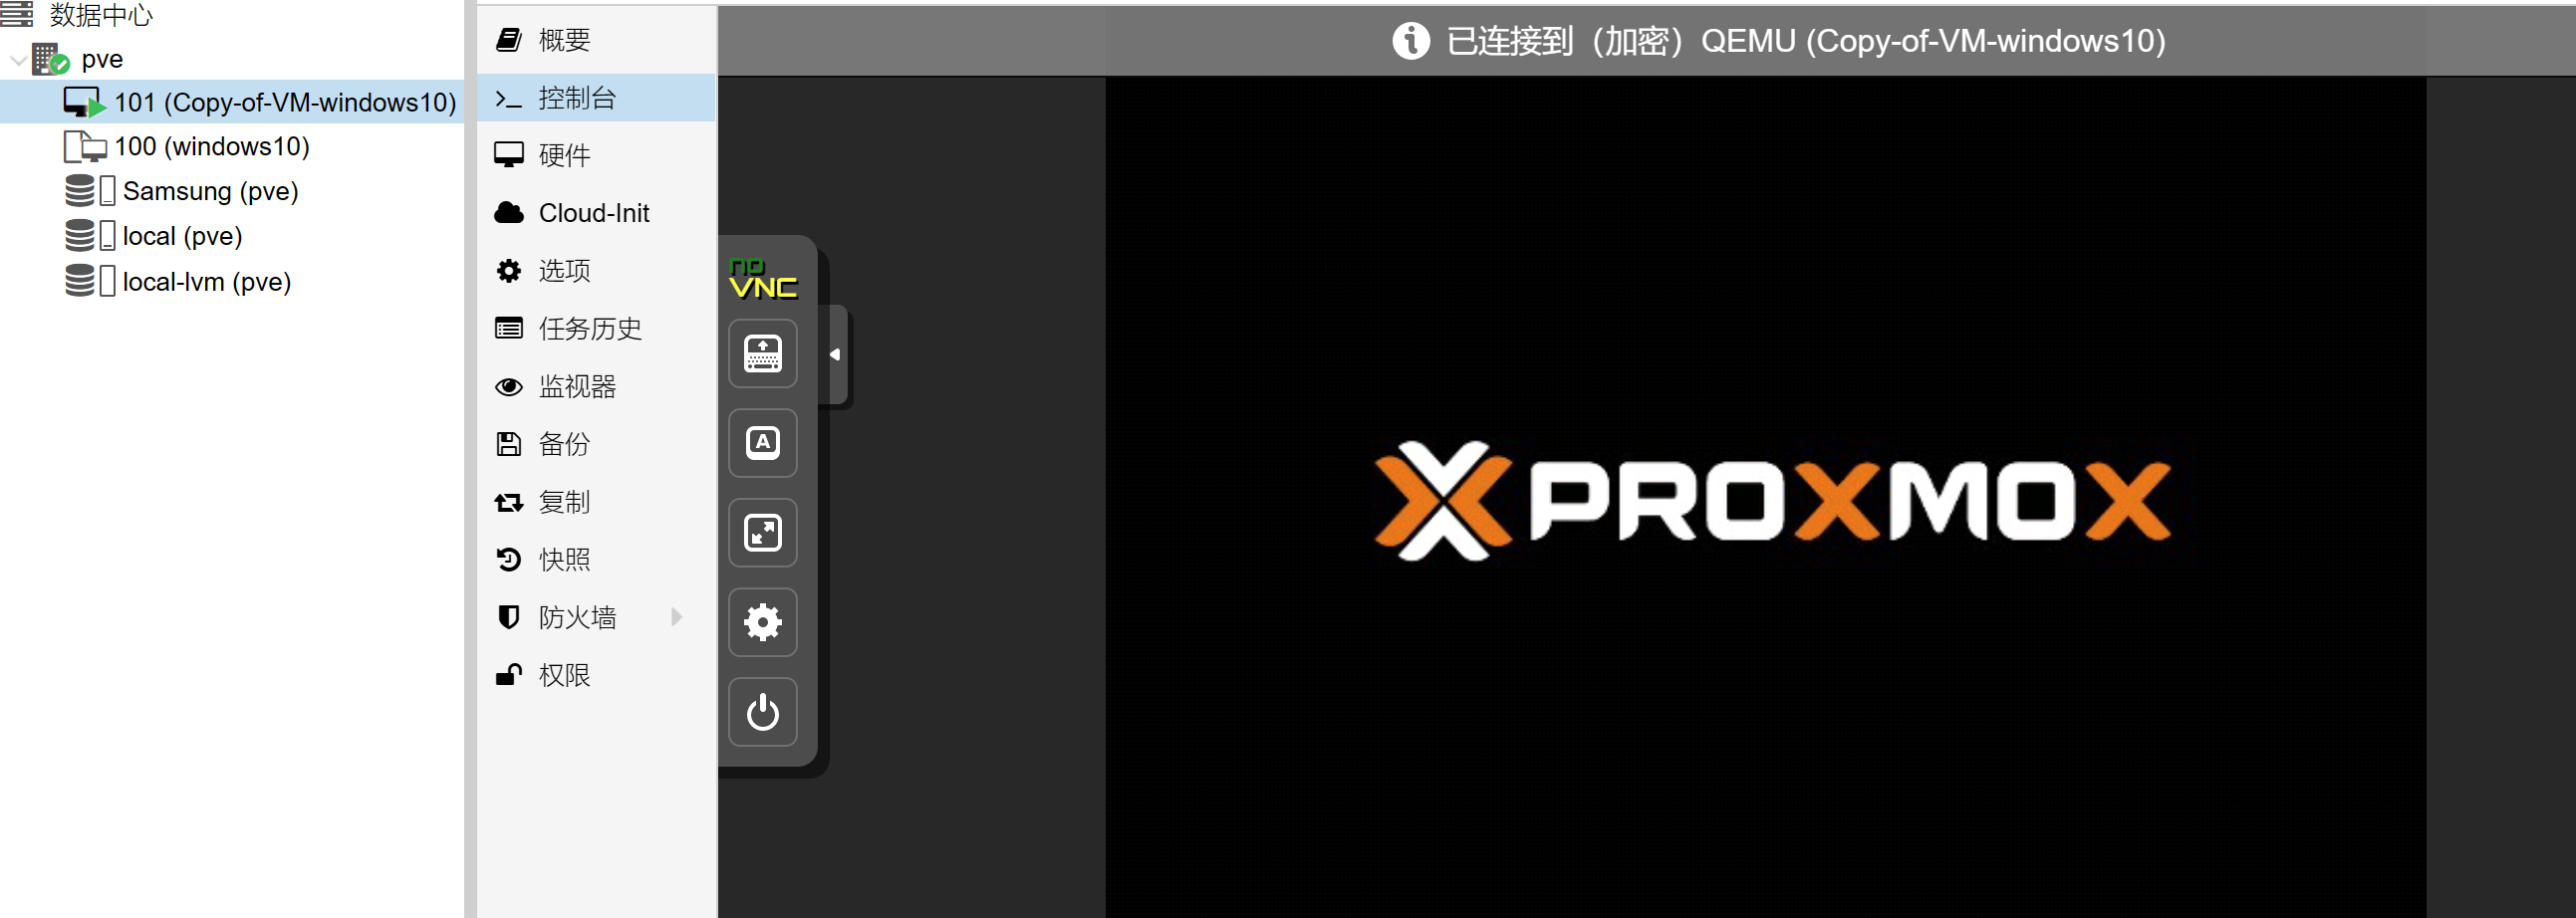 数据中心
pve
101 (Copy-of-VM-windows10)
100 (windows10)
Samsung (pve)
local (pve)
local-lvm (pve)
概要
控制台
硬件
Cloud-Init
选项
任务历史
监视器
备份
复制
快照
防火墙
权限
已连接到（加密）QEMU (Copy-of-VM-windows10)
no
VNC
A
PROXMOX